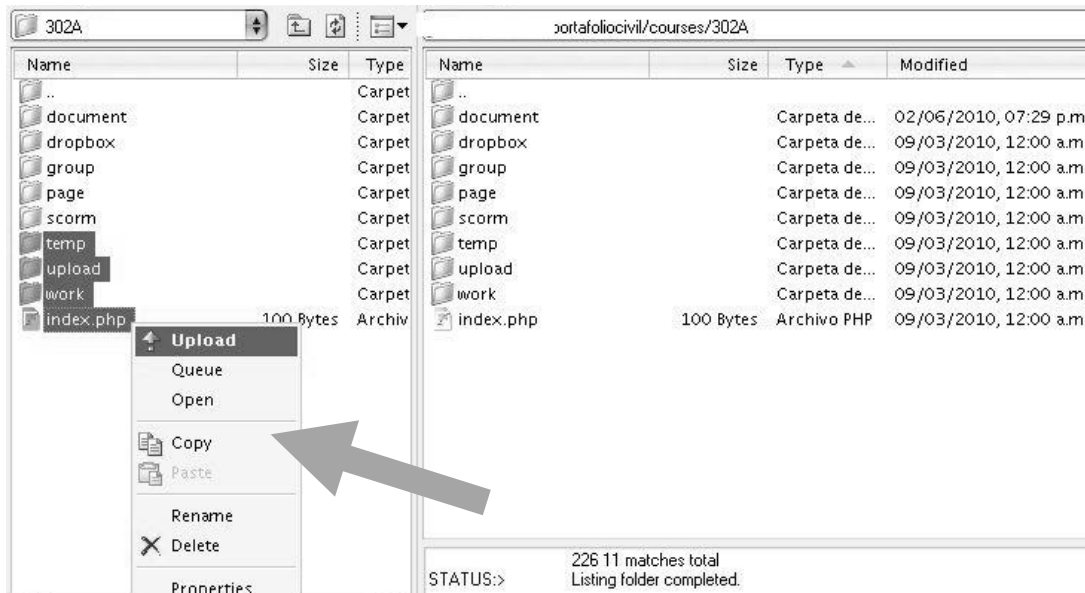 302A
Name Size Type
..
Carpet
document Carpet
dropbox Carpet
group Carpet
page Carpet
scorm Carpet
temp Carpet
upload Carpet
work Carpet
index.php 100 Bytes Archiv
Upload
Queue
Open
Copy
Paste
Rename
Delete
Properties
portafoliocivil/courses/302A
Name Size Type Modified
..
Carpeta de...
document Carpeta de... 02/06/2010, 07:29 p.m
dropbox Carpeta de... 09/03/2010, 12:00 a.m
group Carpeta de... 09/03/2010, 12:00 a.m
page Carpeta de... 09/03/2010, 12:00 a.m
scorm Carpeta de... 09/03/2010, 12:00 a.m
temp Carpeta de... 09/03/2010, 12:00 a.m
upload Carpeta de... 09/03/2010, 12:00 a.m
work Carpeta de... 09/03/2010, 12:00 a.m
index.php 100 Bytes Archivo PHP 09/03/2010, 12:00 a.m
226 11 matches total
STATUS:> Listing folder completed.